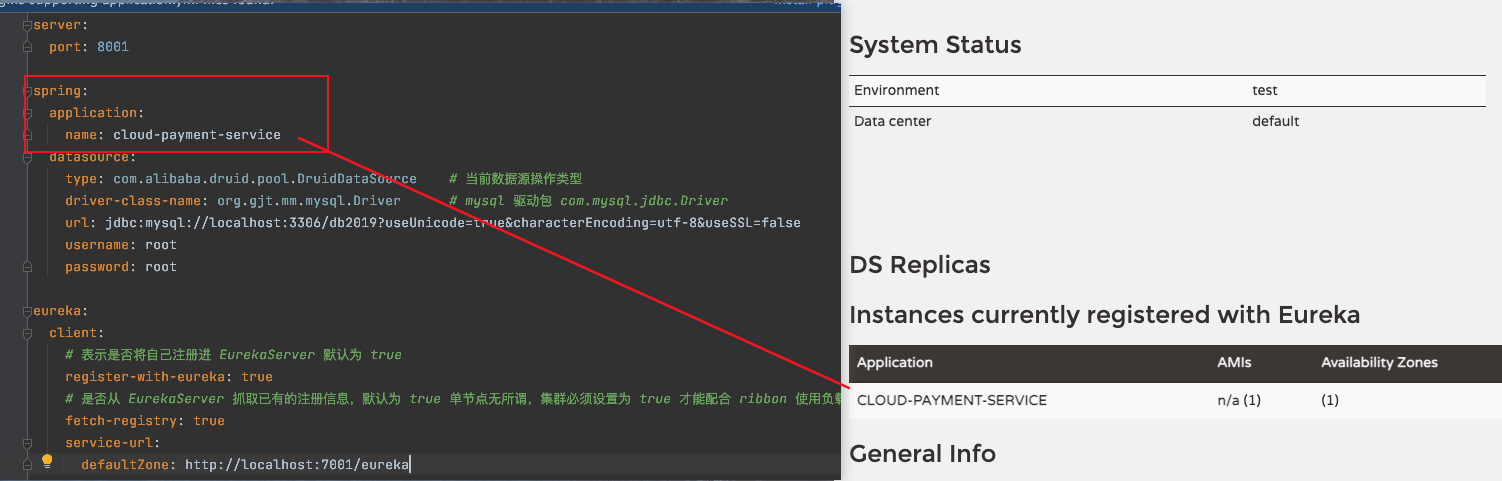 server:
port: 8001
spring:
application:
name: cloud-payment-service
datasource:
type: com.alibaba.druid.pool.DruidDataSource # 当前数据源操作类型
driver-class-name: org.gjt.mm.mysql.Driver # mysql 驱动包 com.mysql.jdbc.Driver
url: jdbc:mysql://localhost:3306/db2019?useUnicode=true&characterEncoding=utf-8&useSSL=false
username: root
password: root
eureka:
client:
# 表示是否将自己注册进 EurekaServer 默认为 true
register-with-eureka: true
# 是否从 EurekaServer 抓取已有的注册信息，默认为 true 单节点无所谓，集群必须设置为 true 才能配合 ribbon 使用负载
fetch-registry: true
service-url:
defaultZone: http://localhost:7001/eureka
System Status
Environment test
Data center default
DS Replicas
Instances currently registered with Eureka
Application AMIs Availability Zones
CLOUD-PAYMENT-SERVICE n/a (1) (1)
General Info